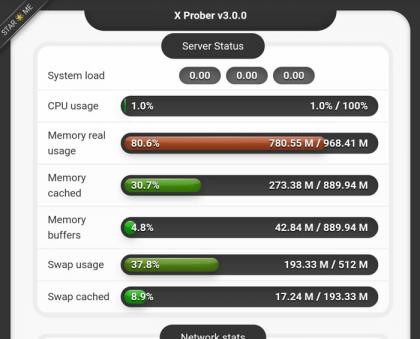 STAR ME
X Prober v3.0.0
Server Status
System load 0.00 0.00 0.00
CPU usage 1.0% 1.0% / 100%
Memory real
usage 80.6% 780.55 M / 968.41 M
Memory
cached 30.7% 273.38 M / 889.94 M
Memory
buffers 4.8% 42.84 M / 889.94 M
Swap usage 37.8% 193.33 M / 512 M
Swap cached 8.9% 17.24 M / 193.33 M
Network stats